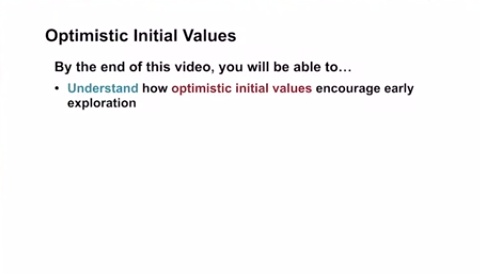 Optimistic Initial Values
By the end of this video, you will be able to…
• Understand how optimistic initial values encourage early
exploration